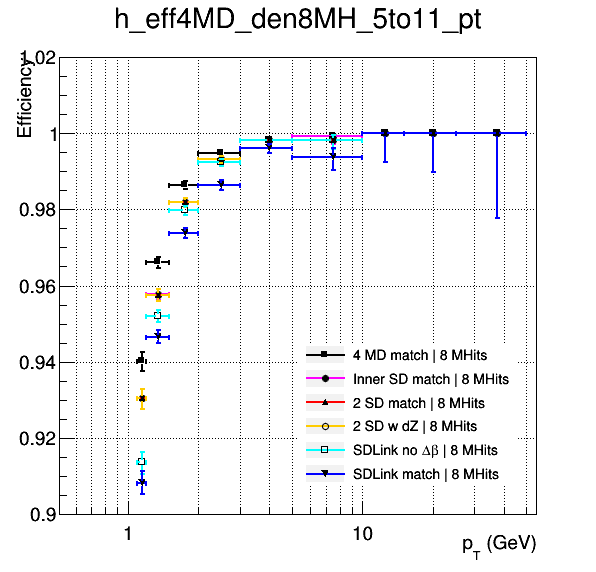 h_eff4MD_den8MH_5to11_pt
Efficiency
1.02
1
0.98
0.96
0.94
0.92
0.9
4 MD match | 8 MHits
Inner SD match | 8 MHits
2 SD match | 8 MHits
2 SD w dZ | 8 MHits
SDLink no Δβ | 8 MHits
SDLink match | 8 MHits
1
10
p_T (GeV)